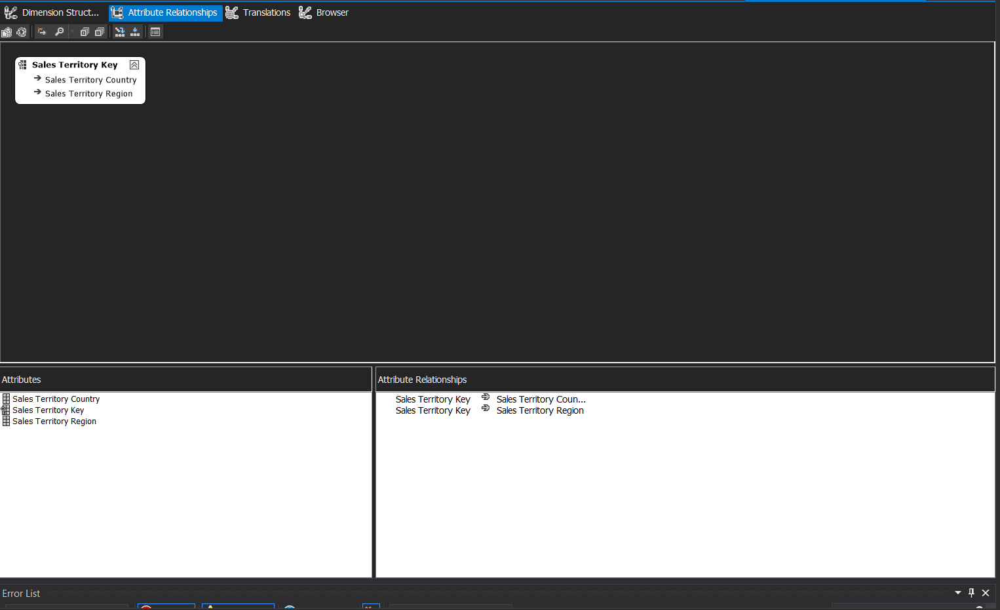 Dimension Struct... Attribute Relationships Translations Browser
Sales Territory Key
Sales Territory Country
Sales Territory Region
Attributes
Sales Territory Country
Sales Territory Key
Sales Territory Region
Attribute Relationships
Sales Territory Key Sales Territory Coun...
Sales Territory Key Sales Territory Region
Error List